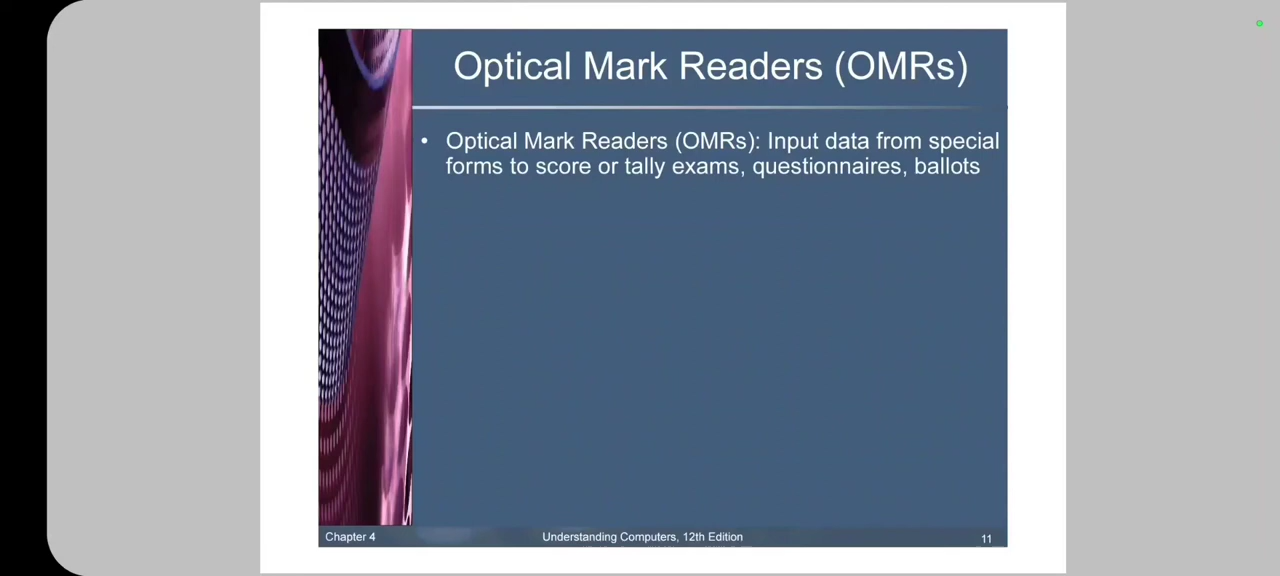 Optical Mark Readers (OMRs)
• Optical Mark Readers (OMRs): Input data from special
forms to score or tally exams, questionnaires, ballots
Chapter 4
Understanding Computers, 12th Edition
11